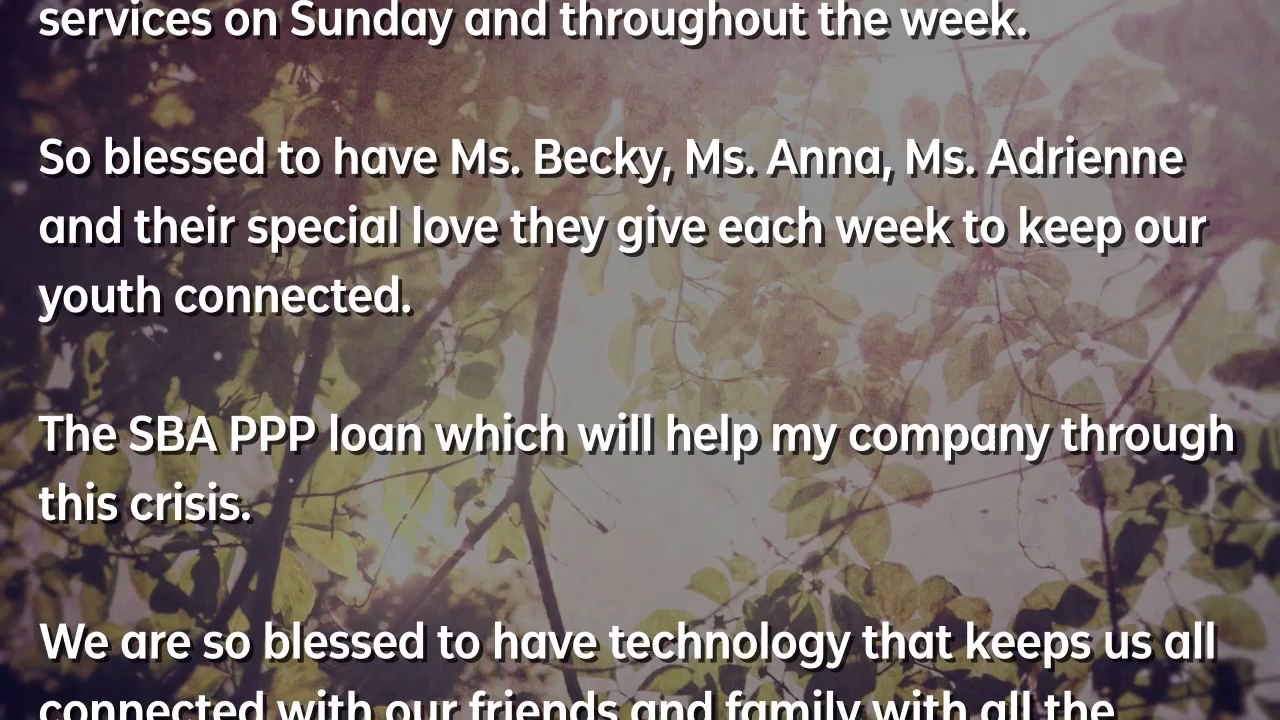 services on Sunday and throughout the week.
So blessed to have Ms. Becky, Ms. Anna, Ms. Adrienne
and their special love they give each week to keep our
youth connected.
The SBA PPP loan which will help my company through
this crisis.
We are so blessed to have technology that keeps us all
connected with our friends and family with all the